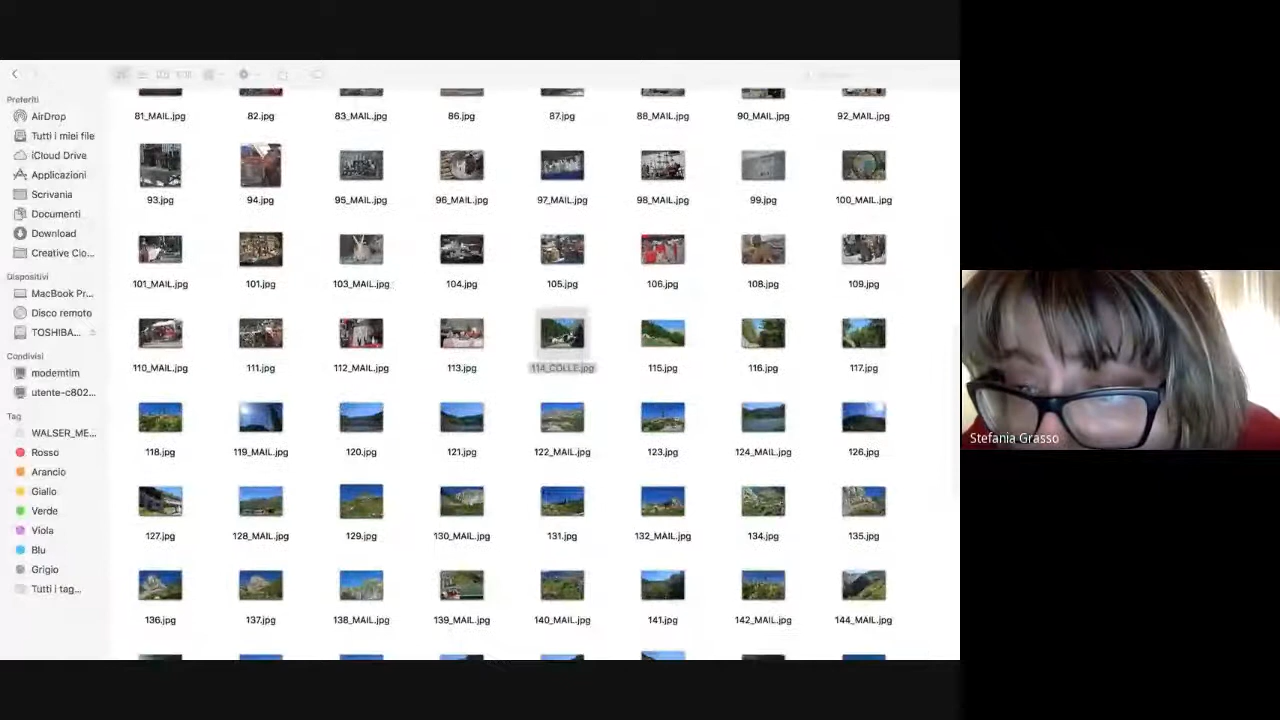 Preferiti
AirDrop
Tutti i miei file
iCloud Drive
Applicazioni
Scrivania
Documenti
Download
Creative Clo...
Dispositivi
MacBook Pr...
Disco remoto
TOSHIBA...
Condivisi
modemtim
utente-c802...
Tag
WALSER_ME...
Rosso
Arancio
Giallo
Verde
Viola
Blu
Grigio
Tutti i tag...
81_MAIL.jpg 82.jpg 83_MAIL.jpg 86.jpg 87.jpg 88_MAIL.jpg 90_MAIL.jpg 92_MAIL.jpg
93.jpg 94.jpg 95_MAIL.jpg 96_MAIL.jpg 97_MAIL.jpg 98_MAIL.jpg 99.jpg 100_MAIL.jpg
101_MAIL.jpg 101.jpg 103_MAIL.jpg 104.jpg 105.jpg 106.jpg 108.jpg 109.jpg
110_MAIL.jpg 111.jpg 112_MAIL.jpg 113.jpg 114_COLLE.jpg 115.jpg 116.jpg 117.jpg
118.jpg 119_MAIL.jpg 120.jpg 121.jpg 122_MAIL.jpg 123.jpg 124_MAIL.jpg 126.jpg
127.jpg 128_MAIL.jpg 129.jpg 130_MAIL.jpg 131.jpg 132_MAIL.jpg 134.jpg 135.jpg
136.jpg 137.jpg 138_MAIL.jpg 139_MAIL.jpg 140_MAIL.jpg 141.jpg 142_MAIL.jpg 144_MAIL.jpg
Stefania Grasso